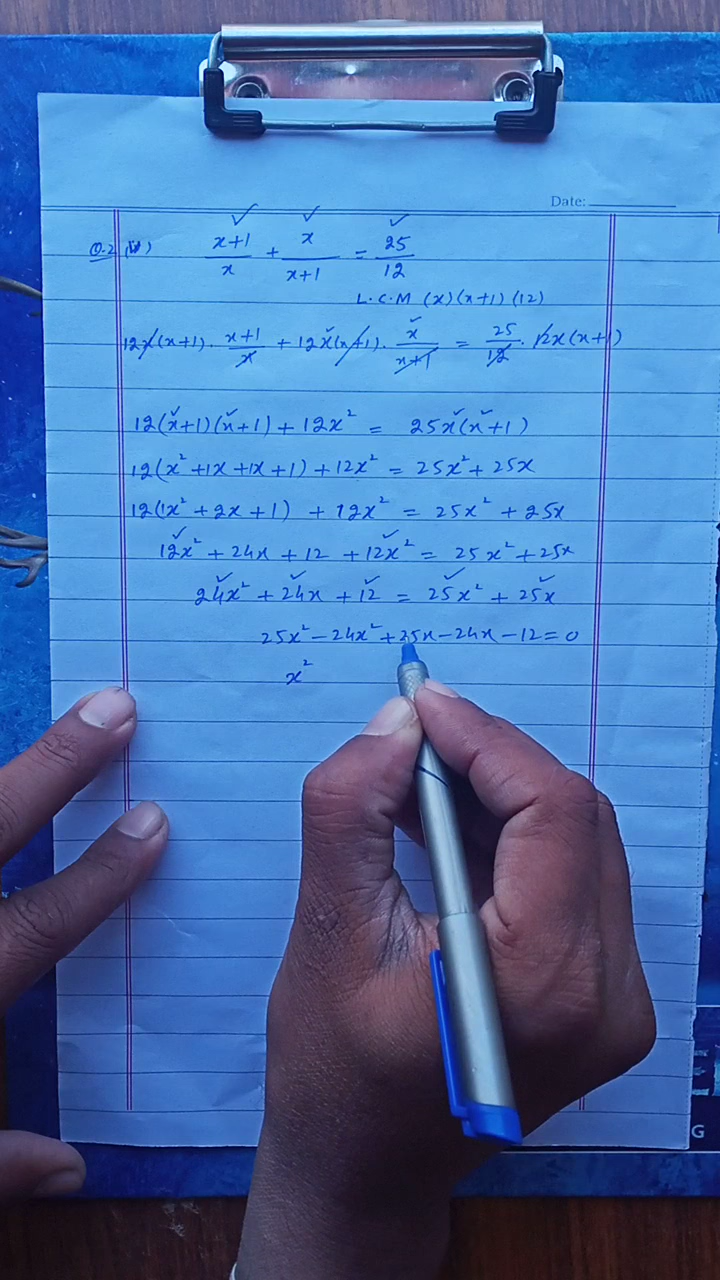 Date:
Q.2 (iv) x+1/x + x/x+1 = 25/12
L.C.M (x)(x+1)(12)
12x(x+1). x+1/x + 12x(x+1). x/x+1 = 25/12 . 12x(x+1)
12(x+1)(x+1) + 12x² = 25x(x+1)
12(x²+1x+1x+1)+12x² = 25x²+25x
12(1x²+2x+1) + 12x² = 25x² + 25x
12x² + 24x + 12 + 12x² = 25x² + 25x
24x² + 24x + 12 = 25x² + 25x
25x² − 24x² + 25x − 24x − 12 = 0
x²
G